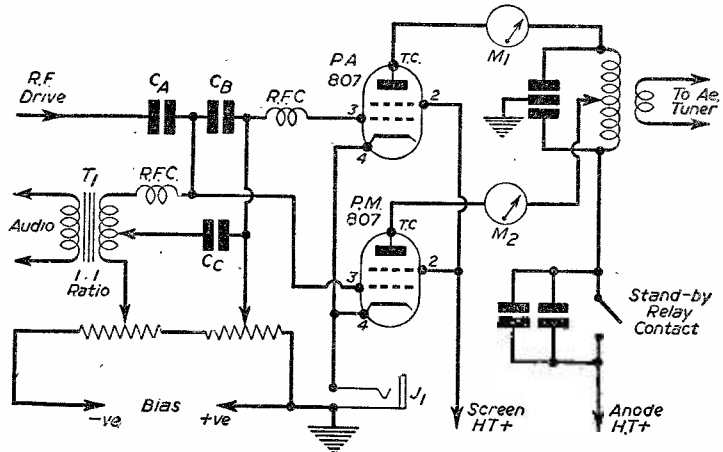 R.F.
Drive
CA
CB
R.F.C
P.A
807
T.C.
M1
2
3
4
To Ae,
Tuner
T1
R.F.C.
P.M.
807
T.C
M2
Audio
CC
2
3
4
1.1
Ratio
Stand-by
Relay
Contact
-ve,
Bias
+ve
J1
Screen
HT+
Anode
H,T+